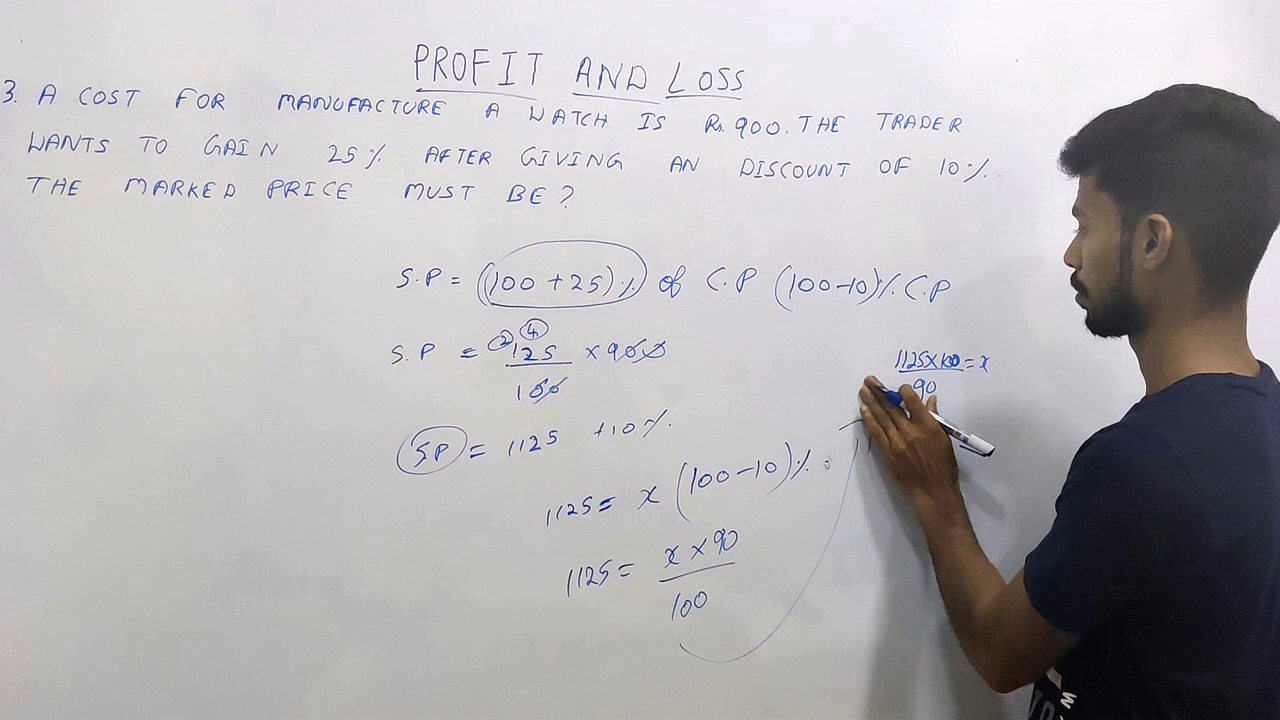 PROFIT AND LOSS
3. A COST FOR MANUFACTURE A WATCH IS Rs. 900. THE TRADER
WANTS TO GAIN 25% AFTER GIVING AN DISCOUNT OF 10%.
THE MARKED PRICE MUST BE?
S.P = (100 + 25)% of C.P (100-10)% C.P
2 4
S.P = 125 × 900
100
1125×100 = x
90
SP = 1125 +10%
1125 = x (100-10)%
1125 = x × 90
100